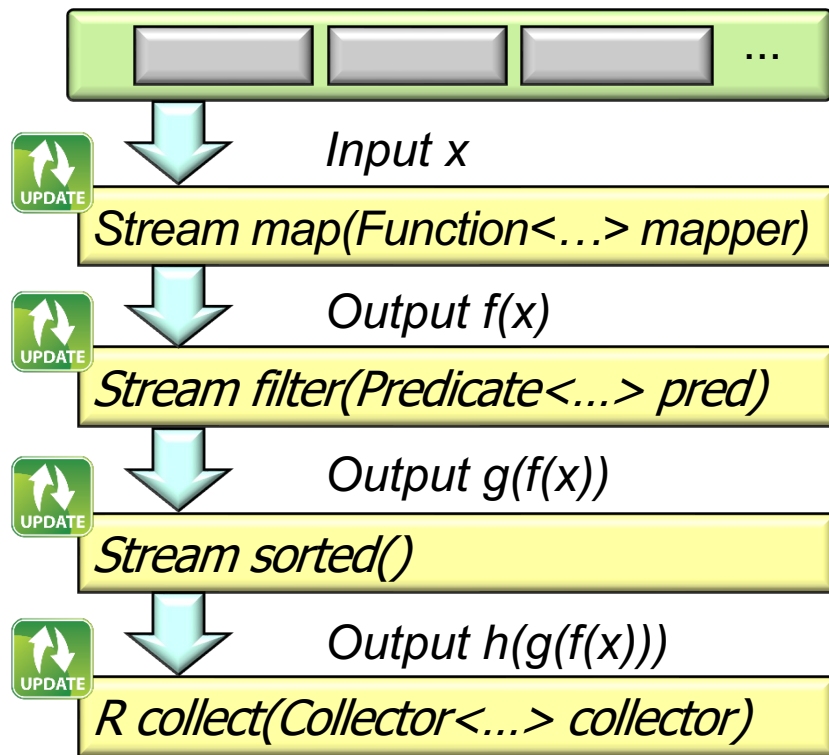 ...
Input x
UPDATE
Stream map(Function<...> mapper)
Output f(x)
UPDATE
Stream filter(Predicate<...> pred)
Output g(f(x))
UPDATE
Stream sorted()
Output h(g(f(x)))
UPDATE
R collect(Collector<...> collector)